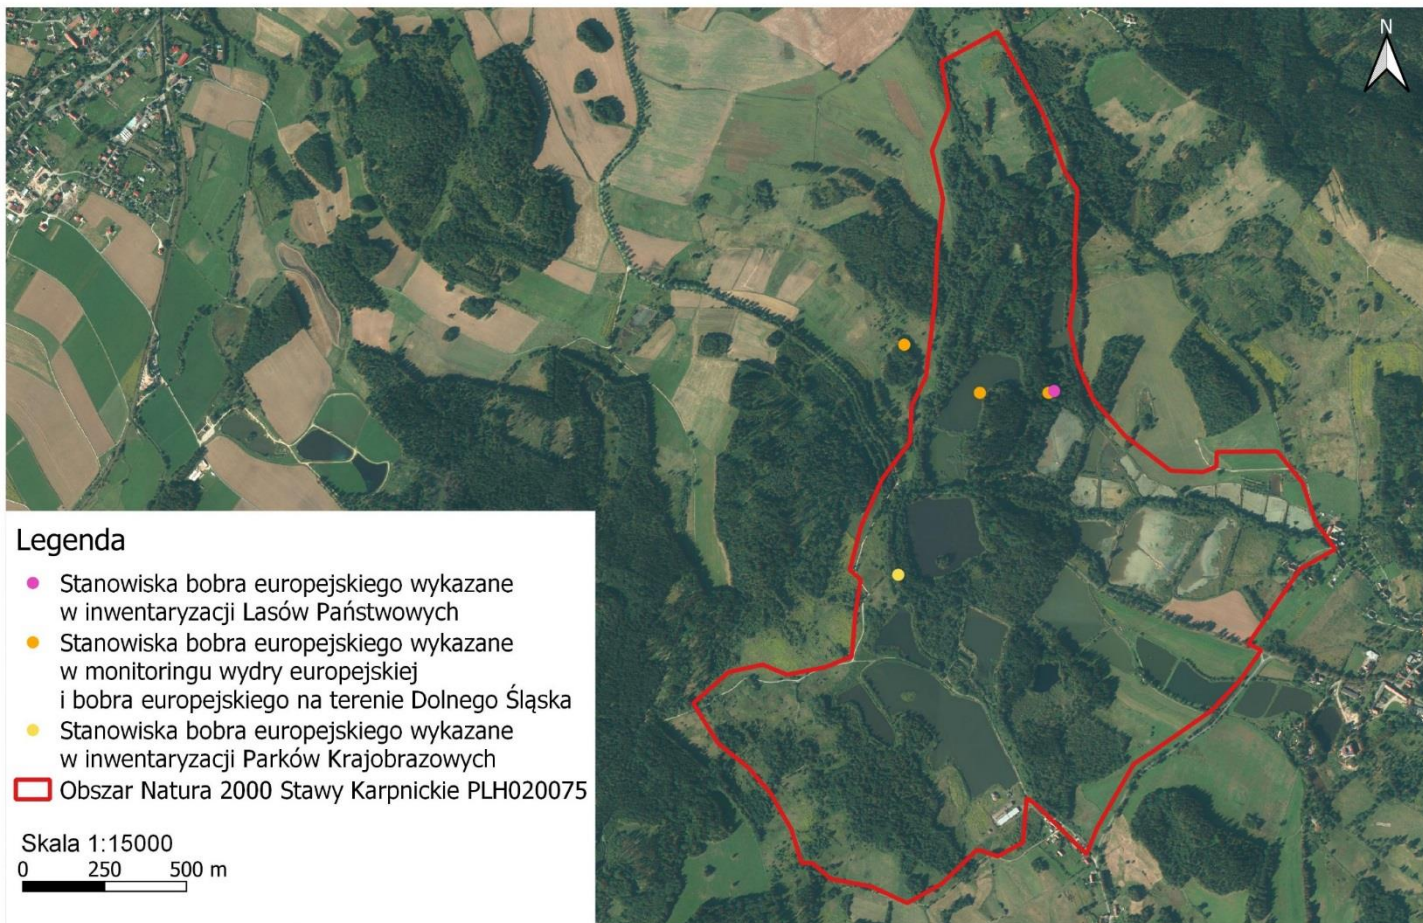 N
Legenda
Stanowiska bobra europejskiego wykazane
w inwentaryzacji Lasów Państwowych
Stanowiska bobra europejskiego wykazane
w monitoringu wydry europejskiej
i bobra europejskiego na terenie Dolnego Śląska
Stanowiska bobra europejskiego wykazane
w inwentaryzacji Parków Krajobrazowych
Obszar Natura 2000 Stawy Karpnickie PLH020075
Skala 1:15000
0 250 500 m